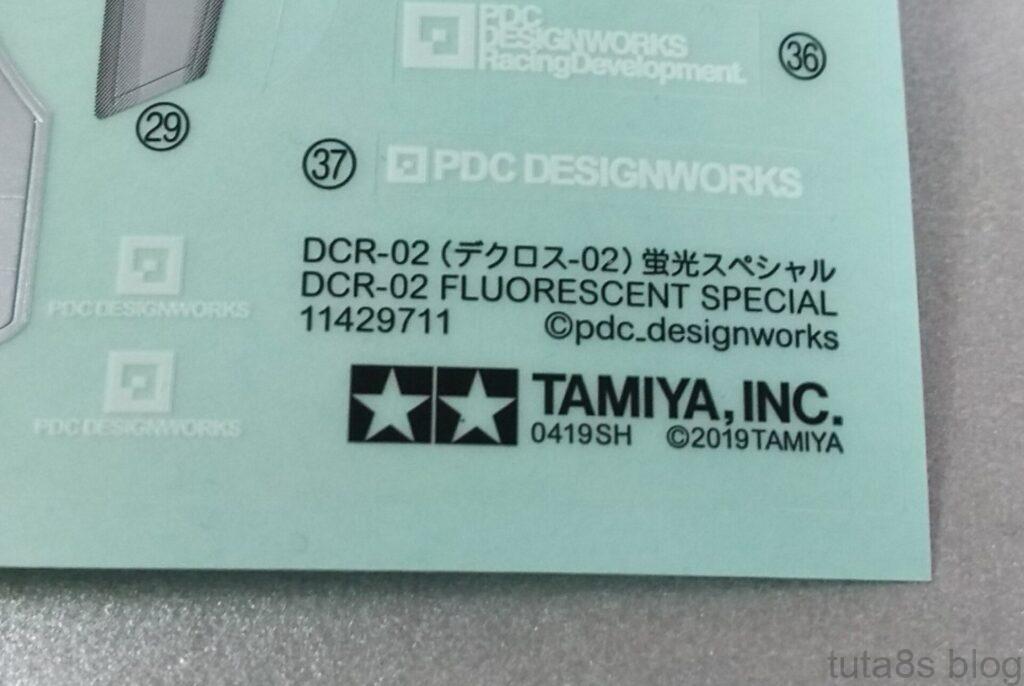 PDC
DESIGNWORKS
RacingDevelopment.
36
29
37
PDC DESIGNWORKS
PDC DESIGNWORKS
PDC DESIGNWORKS
DCR-02（デクロス-02）蛍光スペシャル
DCR-02 FLUORESCENT SPECIAL
11429711 ©pdc_designworks
TAMIYA, INC.
0419SH ©2019TAMIYA
tuta8s blog